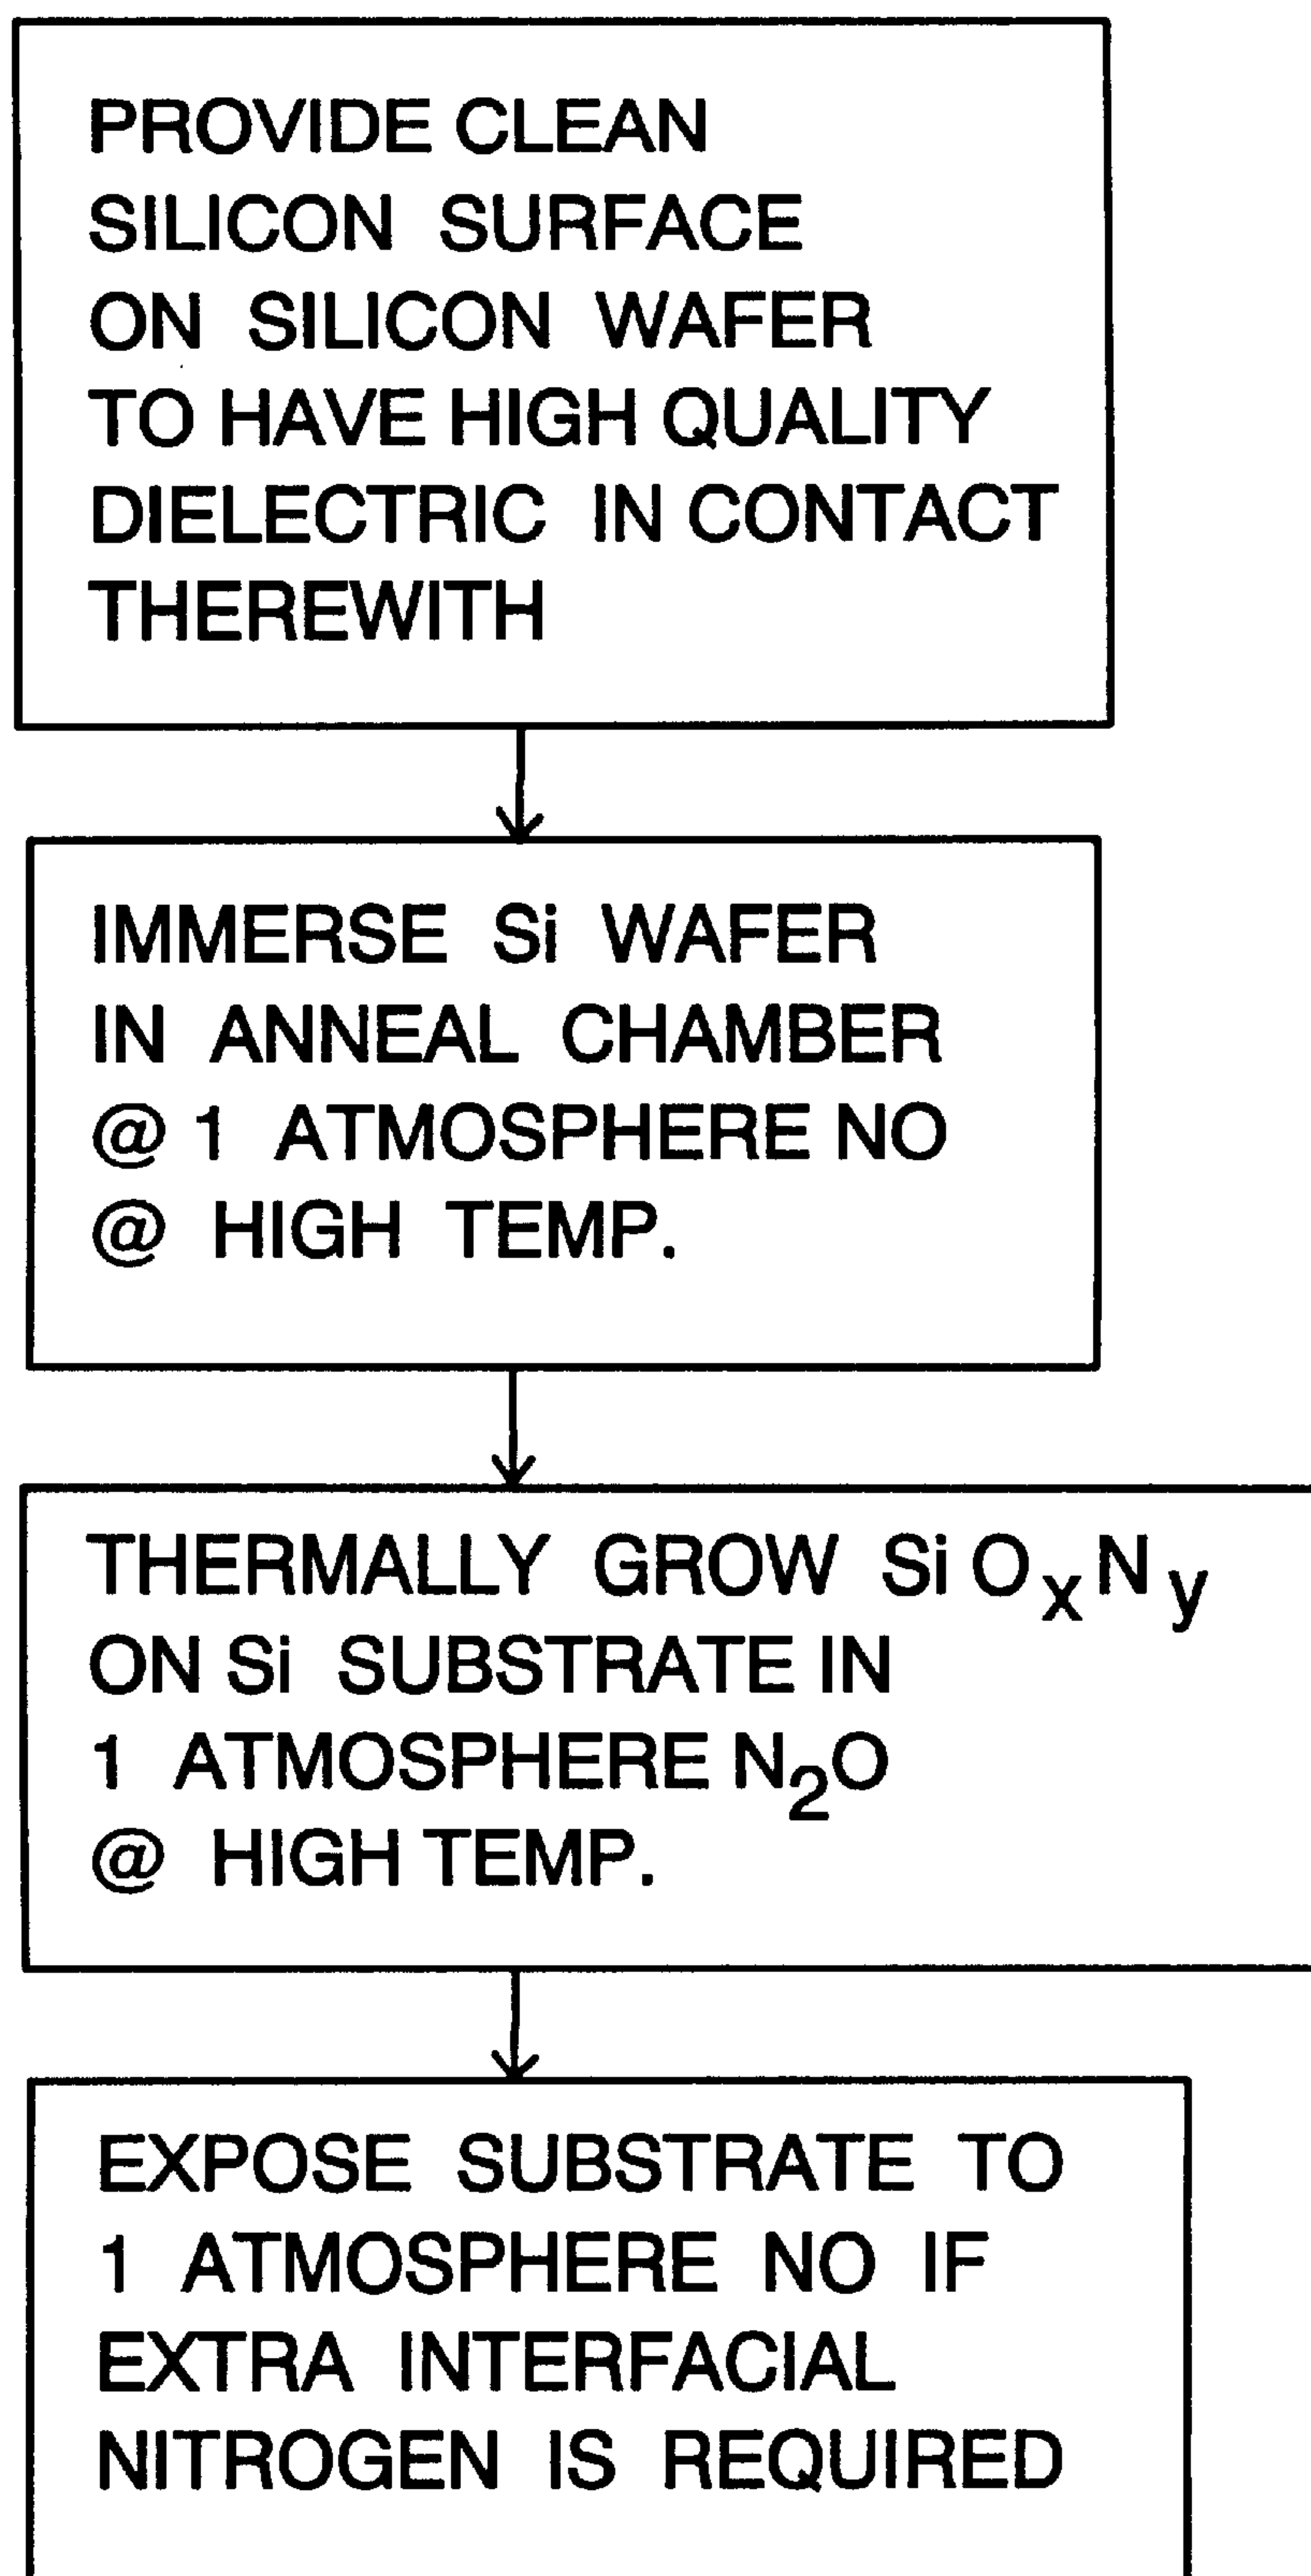 PROVIDE CLEAN
SILICON SURFACE
ON SILICON WAFER
TO HAVE HIGH QUALITY
DIELECTRIC IN CONTACT
THEREWITH
IMMERSE Si WAFER
IN ANNEAL CHAMBER
@ 1 ATMOSPHERE NO
@ HIGH TEMP.
THERMALLY GROW Si OxNy
ON Si SUBSTRATE IN
1 ATMOSPHERE N2O
@ HIGH TEMP.
EXPOSE SUBSTRATE TO
1 ATMOSPHERE NO IF
EXTRA INTERFACIAL
NITROGEN IS REQUIRED